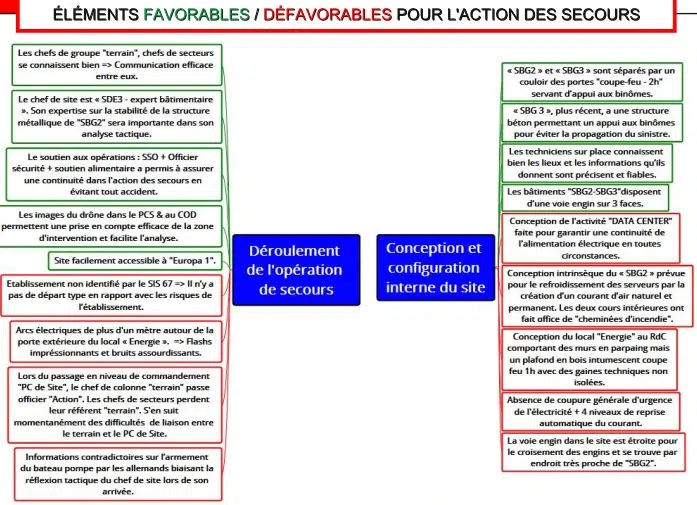 ÉLÉMENTS FAVORABLES / DÉFAVORABLES POUR L'ACTION DES SECOURS
Les chefs de groupe "terrain", chefs de secteurs
se connaissent bien => Communication efficace
entre eux.
Le chef de site est « SDE3 - expert bâtimentaire
». Son expertise sur la stabilité de la structure
métallique de "SBG2" sera importante dans son
analyse tactique.
Le soutien aux opérations : SSO + Officier
sécurité + soutien alimentaire a permis à assurer
une continuité dans l'action des secours en
évitant tout accident.
Les images du drône dans le PCS & au COD
permettent une prise en compte efficace de la zone
d'intervention et facilite l'analyse.
Site facilement accessible à "Europa 1".
Etablissement non identifié par le SIS 67 => Il n'y a
pas de départ type en rapport avec les risques de
l'établissement.
Arcs électriques de plus d'un mètre autour de la
porte extérieure du local « Energie ». => Flashs
impréssionnants et bruits assourdissants.
Lors du passage en niveau de commandement
"PC de Site", le chef de colonne "terrain" passe
officier "Action". Les chefs de secteurs perdent
leur référent "terrain". S'en suit
momentanément des difficultés de liaison entre
le terrain et le PC de Site.
Informations contradictoires sur l'armement
du bateau pompe par les allemands biaisant la
réflexion tactique du chef de site lors de son
arrivée.
Déroulement
de l'opération
de secours
Conception et
configuration
interne du site
« SBG2 » et « SBG3 » sont séparés par un
couloir des portes "coupe-feu - 2h"
servant d'appui aux binômes.
« SBG 3 », plus récent, a une structure
béton permettant un appui aux binômes
pour éviter la propagation du sinistre.
Les techniciens sur place connaissent
bien les lieux et les informations qu'ils
donnent sont précisent et fiables.
Les bâtiments "SBG2-SBG3"disposent
d'une voie engin sur 3 faces.
Conception de l'activité "DATA CENTER"
faite pour garantir une continuité de
l'alimentation électrique en toutes
circonstances.
Conception intrinsèque du « SBG2 » prévue
pour le refroidissement des serveurs par la
création d'un courant d'air naturel et
permanent. Les deux cours intérieures ont
fait office de "cheminées d'incendie".
Conception du local "Energie" au RdC
comportant des murs en parpaing mais
un plafond en bois intumescent coupe
feu 1h avec des gaines techniques non
isolées.
Absence de coupure générale d'urgence
de l'électricité + 4 niveaux de reprise
automatique du courant.
La voie engin dans le site est étroite pour
le croisement des engins et se trouve par
endroit très proche de "SBG2".